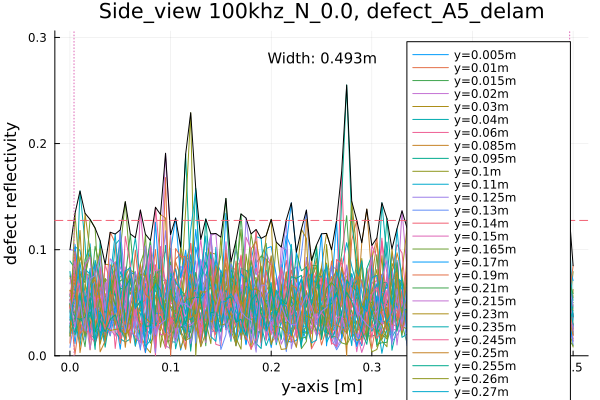 Side_view 100khz_N_0.0, defect_A5_delam
Width: 0.493m
defect reflectivity
0.3
0.2
0.1
0.0
0.0
0.1
0.2
0.3
.5
y-axis [m]
y=0.005m
y=0.01m
y=0.015m
y=0.02m
y=0.03m
y=0.04m
y=0.06m
y=0.085m
y=0.095m
y=0.1m
y=0.11m
y=0.125m
y=0.13m
y=0.14m
y=0.15m
y=0.165m
y=0.17m
y=0.19m
y=0.21m
y=0.215m
y=0.23m
y=0.235m
y=0.245m
y=0.25m
y=0.255m
y=0.26m
y=0.27m